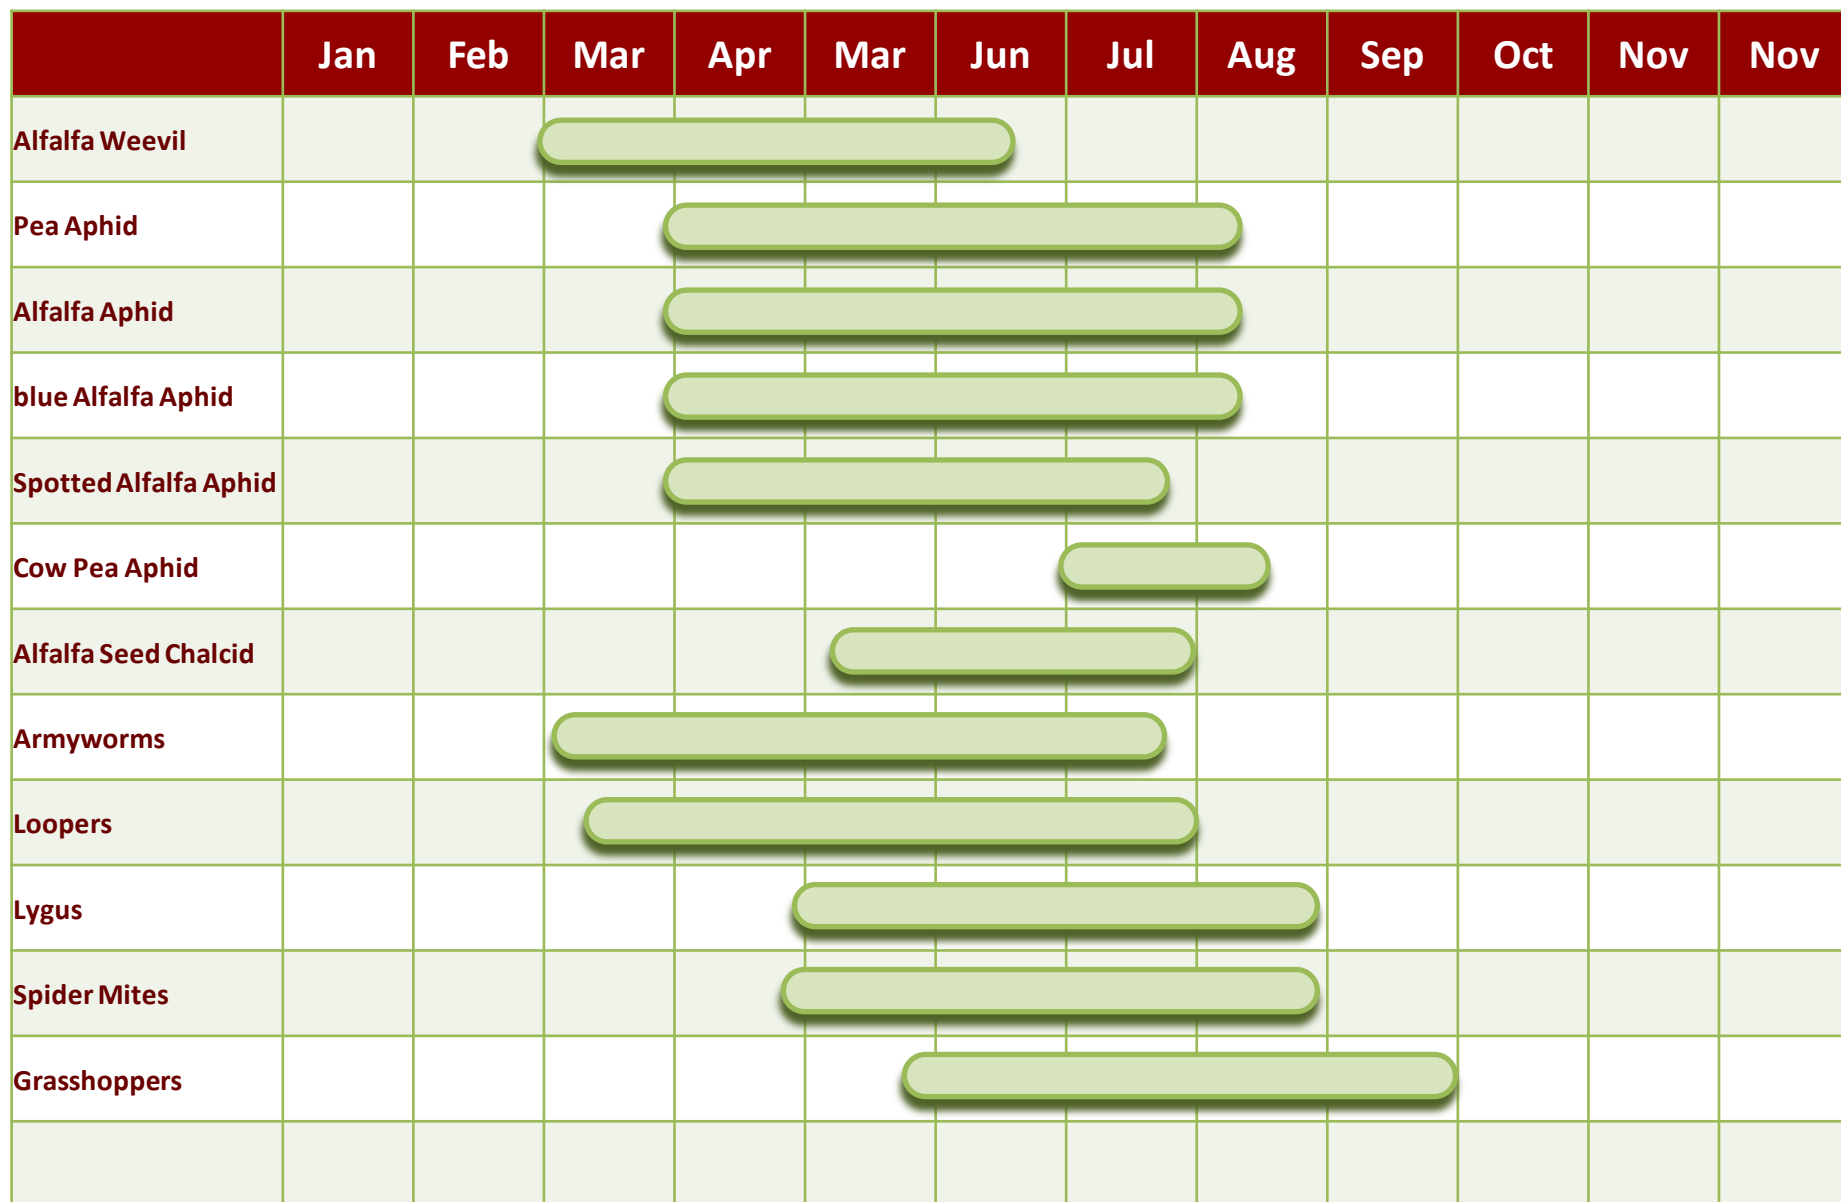 Jan Feb Mar Apr Mar Jun Jul Aug Sep Oct Nov Nov
Alfalfa Weevil
Pea Aphid
Alfalfa Aphid
blue Alfalfa Aphid
Spotted Alfalfa Aphid
Cow Pea Aphid
Alfalfa Seed Chalcid
Armyworms
Loopers
Lygus
Spider Mites
Grasshoppers